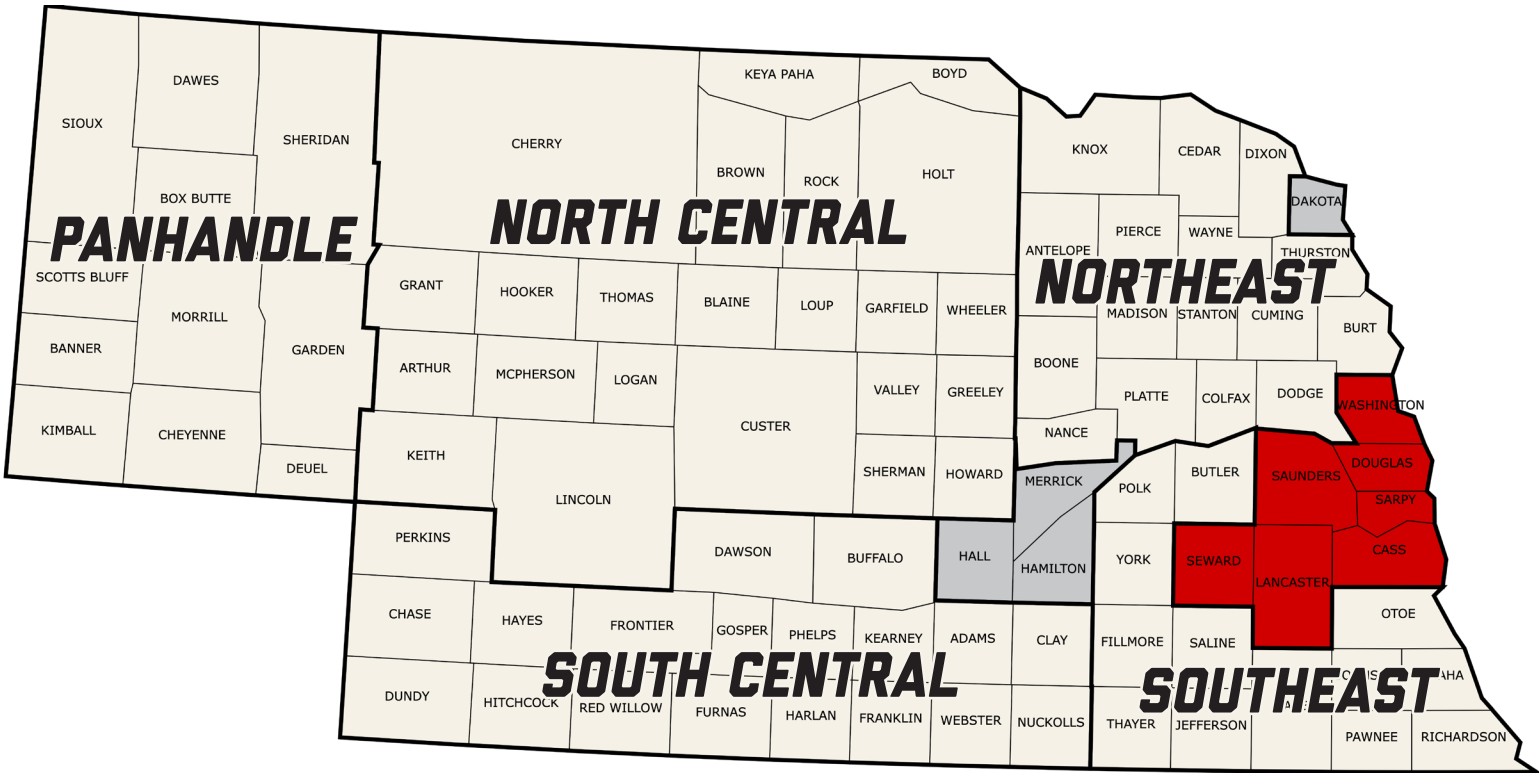 DAWES
KEYA PAHA
BOYD
SIOUX
SHERIDAN
CHERRY
BROWN
ROCK
HOLT
KNOX
CEDAR
DIXON
BOX BUTTE
DAKOTA
PANHANDLE
NORTH CENTRAL
PIERCE
WAYNE
ANTELOPE
THURSTON
NORTHEAST
SCOTTS BLUFF
GRANT
HOOKER
THOMAS
BLAINE
LOUP
GARFIELD
WHEELER
MORRILL
MADISON
STANTON
CUMING
BURT
BANNER
GARDEN
BOONE
ARTHUR
MCPHERSON
LOGAN
VALLEY
GREELEY
PLATTE
COLFAX
DODGE
WASHINGTON
KIMBALL
CHEYENNE
CUSTER
NANCE
DEUEL
KEITH
SHERMAN
HOWARD
MERRICK
POLK
BUTLER
SAUNDERS
DOUGLAS
LINCOLN
SARPY
PERKINS
DAWSON
BUFFALO
HALL
HAMILTON
YORK
SEWARD
LANCASTER
CASS
CHASE
HAYES
FRONTIER
GOSPER
PHELPS
KEARNEY
ADAMS
CLAY
FILLMORE
SALINE
OTOE
SOUTH CENTRAL
SOUTHEAST
DUNDY
HITCHCOCK
RED WILLOW
FURNAS
HARLAN
FRANKLIN
WEBSTER
NUCKOLLS
THAYER
JEFFERSON
PAWNEE
RICHARDSON